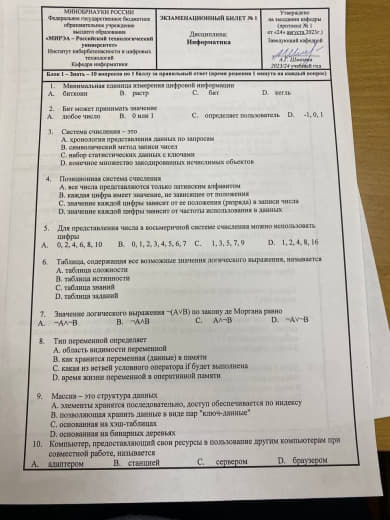 МИНОБРНАУКИ РОССИИ
Федеральное государственное бюджетное
образовательное учреждение
высшего образования
«МИРЭА – Российский технологический
университет»
Институт кибербезопасности и цифровых
технологий
Кафедра информатики
ЭКЗАМЕНАЦИОННЫЙ БИЛЕТ № 1
Дисциплина:
Информатика
Утверждено
на заседании кафедры
(протокол № 1
от «24» августа 2023г.)
Заведующий кафедрой
2023/24 учебный год
Блок 1 – Знать – 10 вопросов по 1 баллу за правильный ответ (время решения 1 минута на каждый вопрос)
1. Минимальная единица измерения цифровой информации
A. биткоин B. растр C. бит D. кегль
2. Бит может принимать значение
A. любое число B. 0 или 1 C. определяет пользователь D. -1, 0, 1
3. Система счисления – это
A. хронология представления данных по запросам
B. символический метод записи чисел
C. набор статистических данных с ключами
D. конечное множество закодированных исчислимых объектов
4. Позиционная система счисления
A. все числа представляются только латинским алфавитом
B. каждая цифра имеет значение, не зависящее от положения
C. значение каждой цифры зависит от ее положения (разряда) в записи числа
D. значение каждой цифры зависит от частоты использования в данных
5. Для представления числа в восьмеричной системе счисления можно использовать
цифры
A. 0, 2, 4, 6, 8, 10 B. 0, 1, 2, 3, 4, 5, 6, 7 C. 1, 3, 5, 7, 9 D. 1, 2, 4, 8, 16
6. Таблица, содержащая все возможные значения логического выражения, называется
A. таблица сложности
B. таблица истинности
C. таблица знаний
D. таблица заданий
7. Значение логического выражения ¬(A∨B) по закону де Моргана равно
A. ¬A∧¬B B. ¬A∧B C. A∧¬B D. ¬A∨¬B
8. Тип переменной определяет
A. область видимости переменной
B. как хранится переменная (данные) в памяти
C. какая из ветвей условного оператора if будет выполнена
D. время жизни переменной в оперативной памяти
9. Массив – это структура данных
A. элементы хранятся последовательно, доступ обеспечивается по индексу
B. позволяющая хранить данные в виде пар "ключ-данные"
C. основанная на хэш-таблицах
D. основанная на бинарных деревьях
10. Компьютер, предоставляющий свои ресурсы в пользование другим компьютерам при
совместной работе, называется
A. адаптером B. станцией C. сервером D. браузером